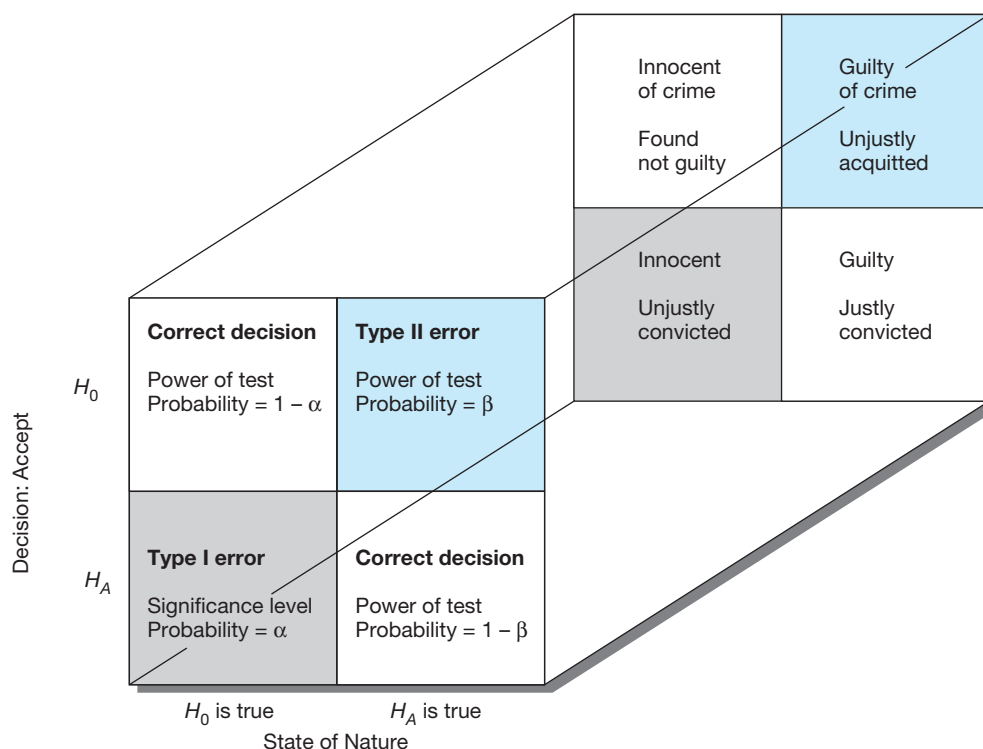 Innocent
of crime
Found
not guilty
Guilty
of crime
Unjustly
acquitted
Innocent
Unjustly
convicted
Guilty
Justly
convicted
Decision: Accept
H0
HA
Correct decision
Power of test
Probability = 1 – α
Type II error
Power of test
Probability = β
Type I error
Significance level
Probability = α
Correct decision
Power of test
Probability = 1 – β
H0 is true
HA is true
State of Nature